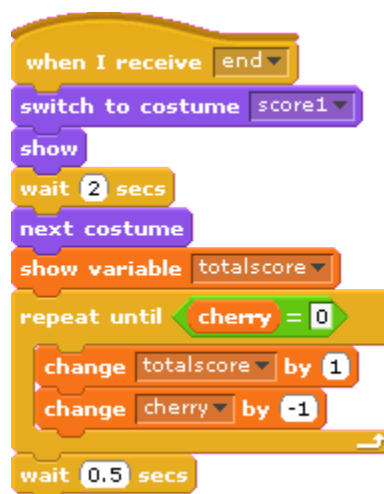 when I receive end
switch to costume score1
show
wait 2 secs
next costume
show variable totalscore
repeat until cherry = 0
change totalscore by 1
change cherry by -1
wait 0.5 secs